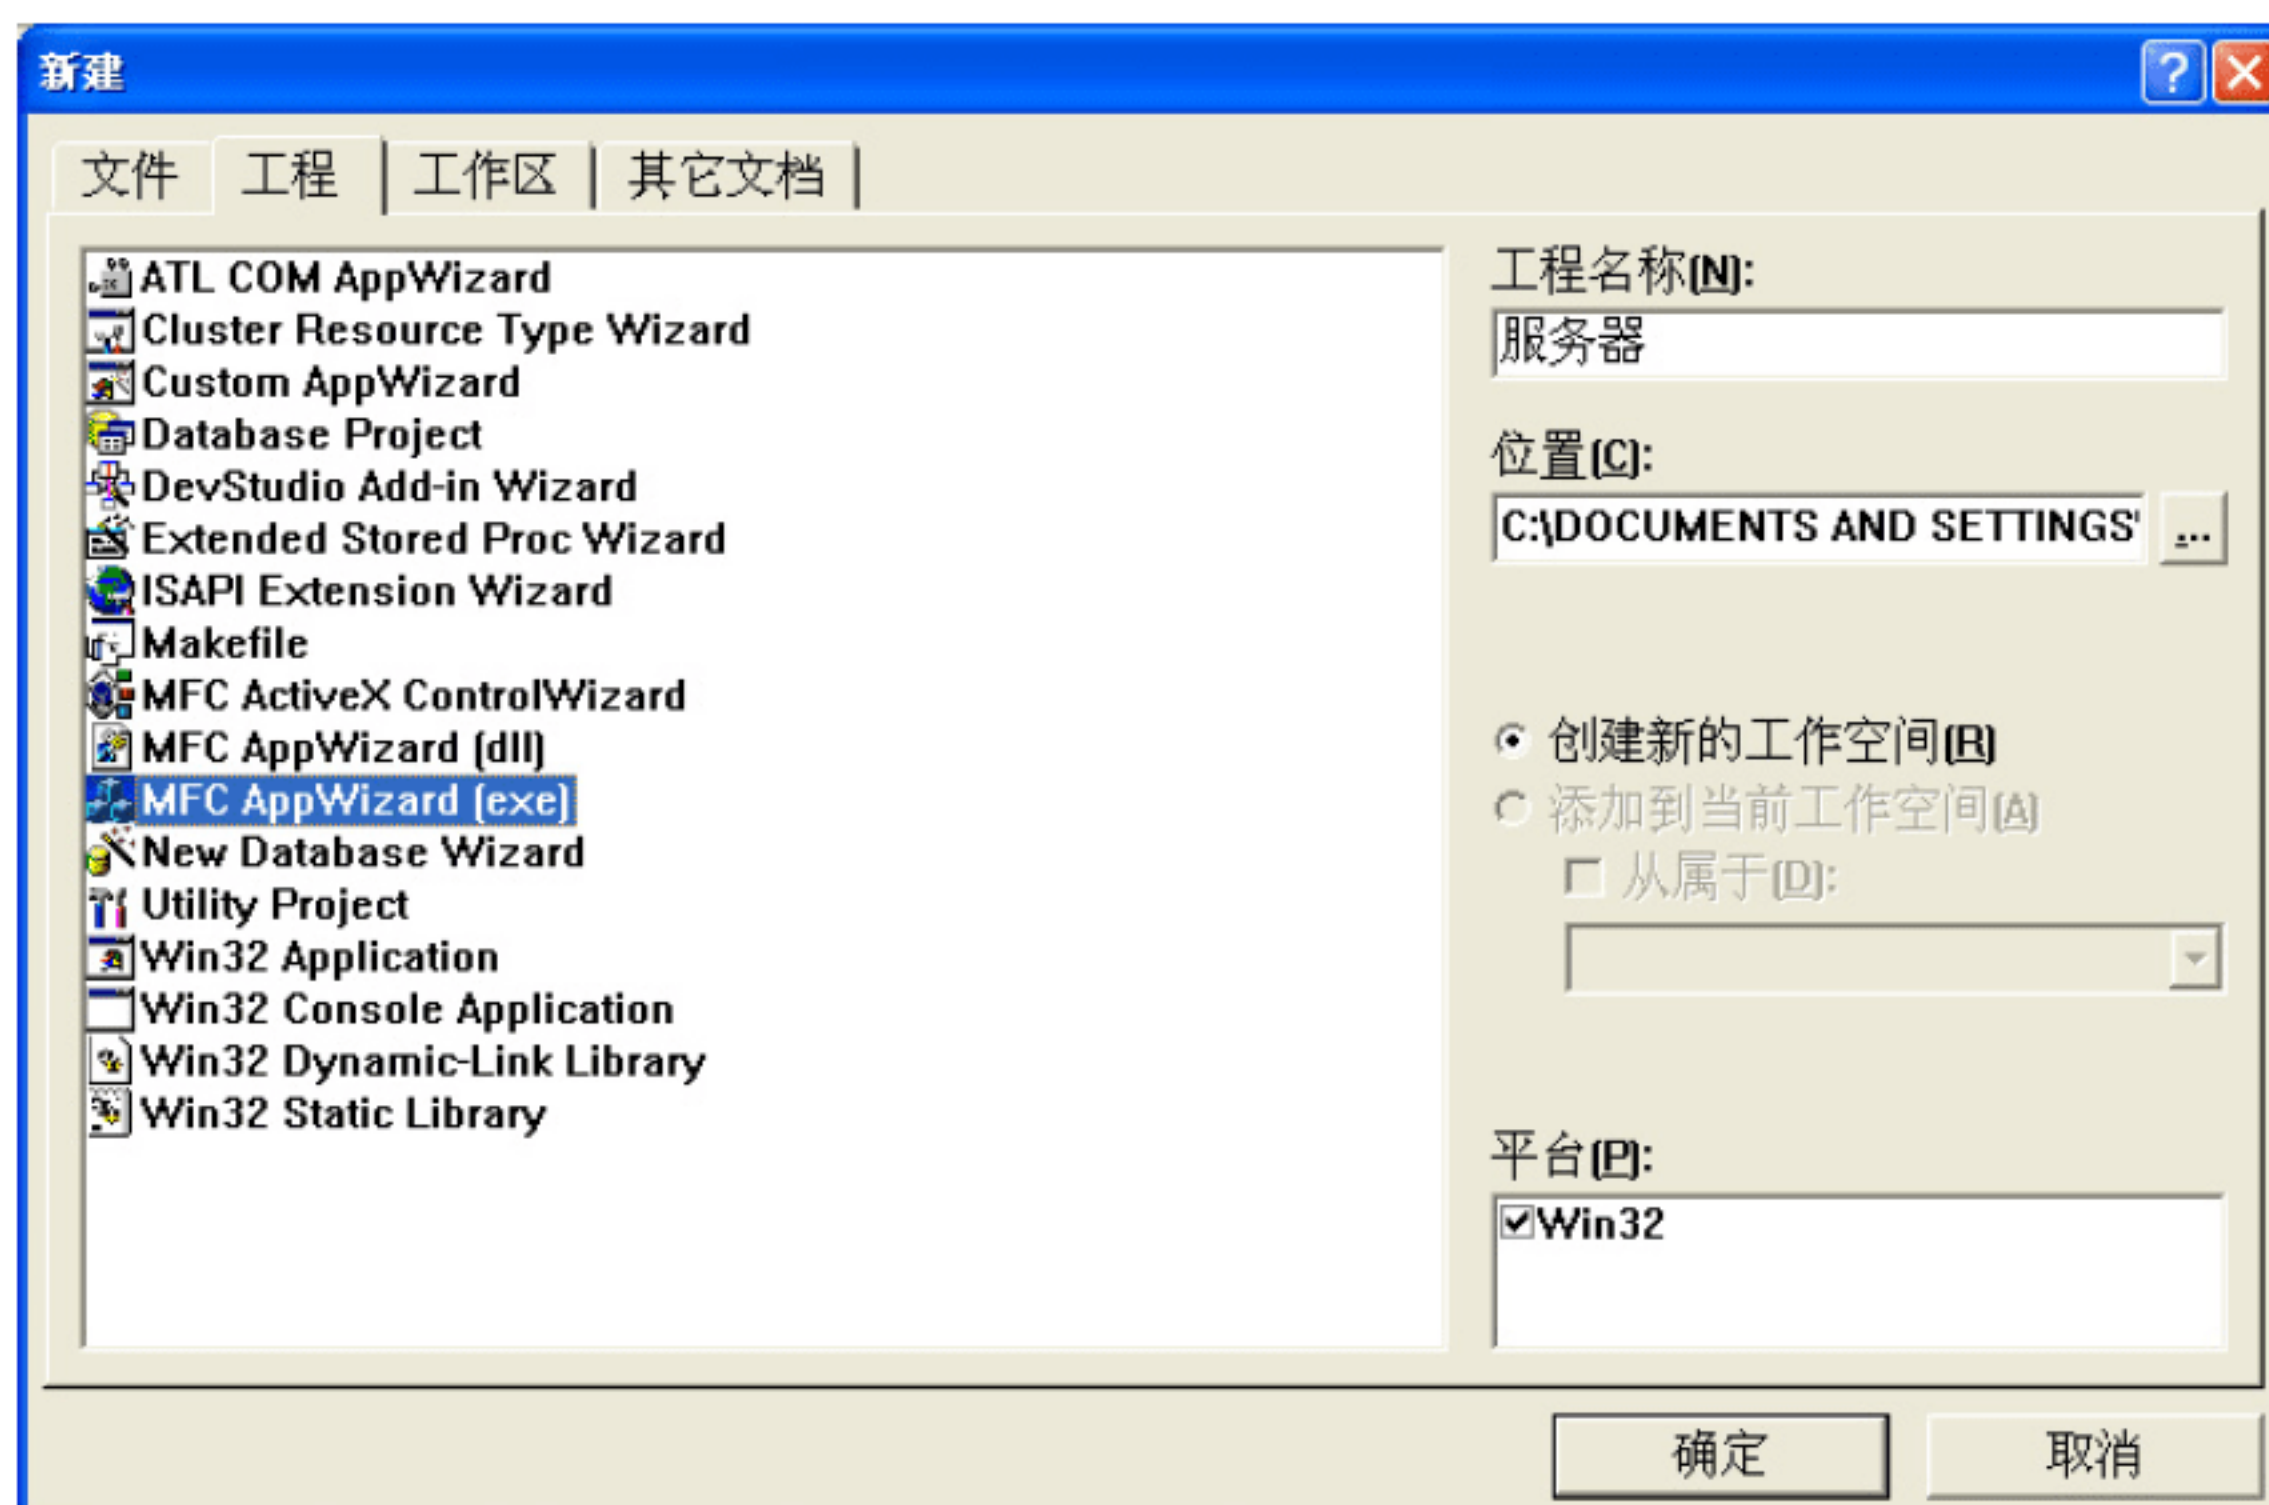 新建
文件 工程 工作区 其它文档
ATL COM AppWizard
Cluster Resource Type Wizard
Custom AppWizard
Database Project
DevStudio Add-in Wizard
Extended Stored Proc Wizard
ISAPI Extension Wizard
Makefile
MFC ActiveX ControlWizard
MFC AppWizard (dll)
MFC AppWizard (exe)
New Database Wizard
Utility Project
Win32 Application
Win32 Console Application
Win32 Dynamic-Link Library
Win32 Static Library
工程名称(N):
服务器
位置(C):
C:\DOCUMENTS AND SETTINGS
...
创建新的工作空间(R)
添加到当前工作空间(A)
从属于(D):
平台(P):
Win32
确定 取消